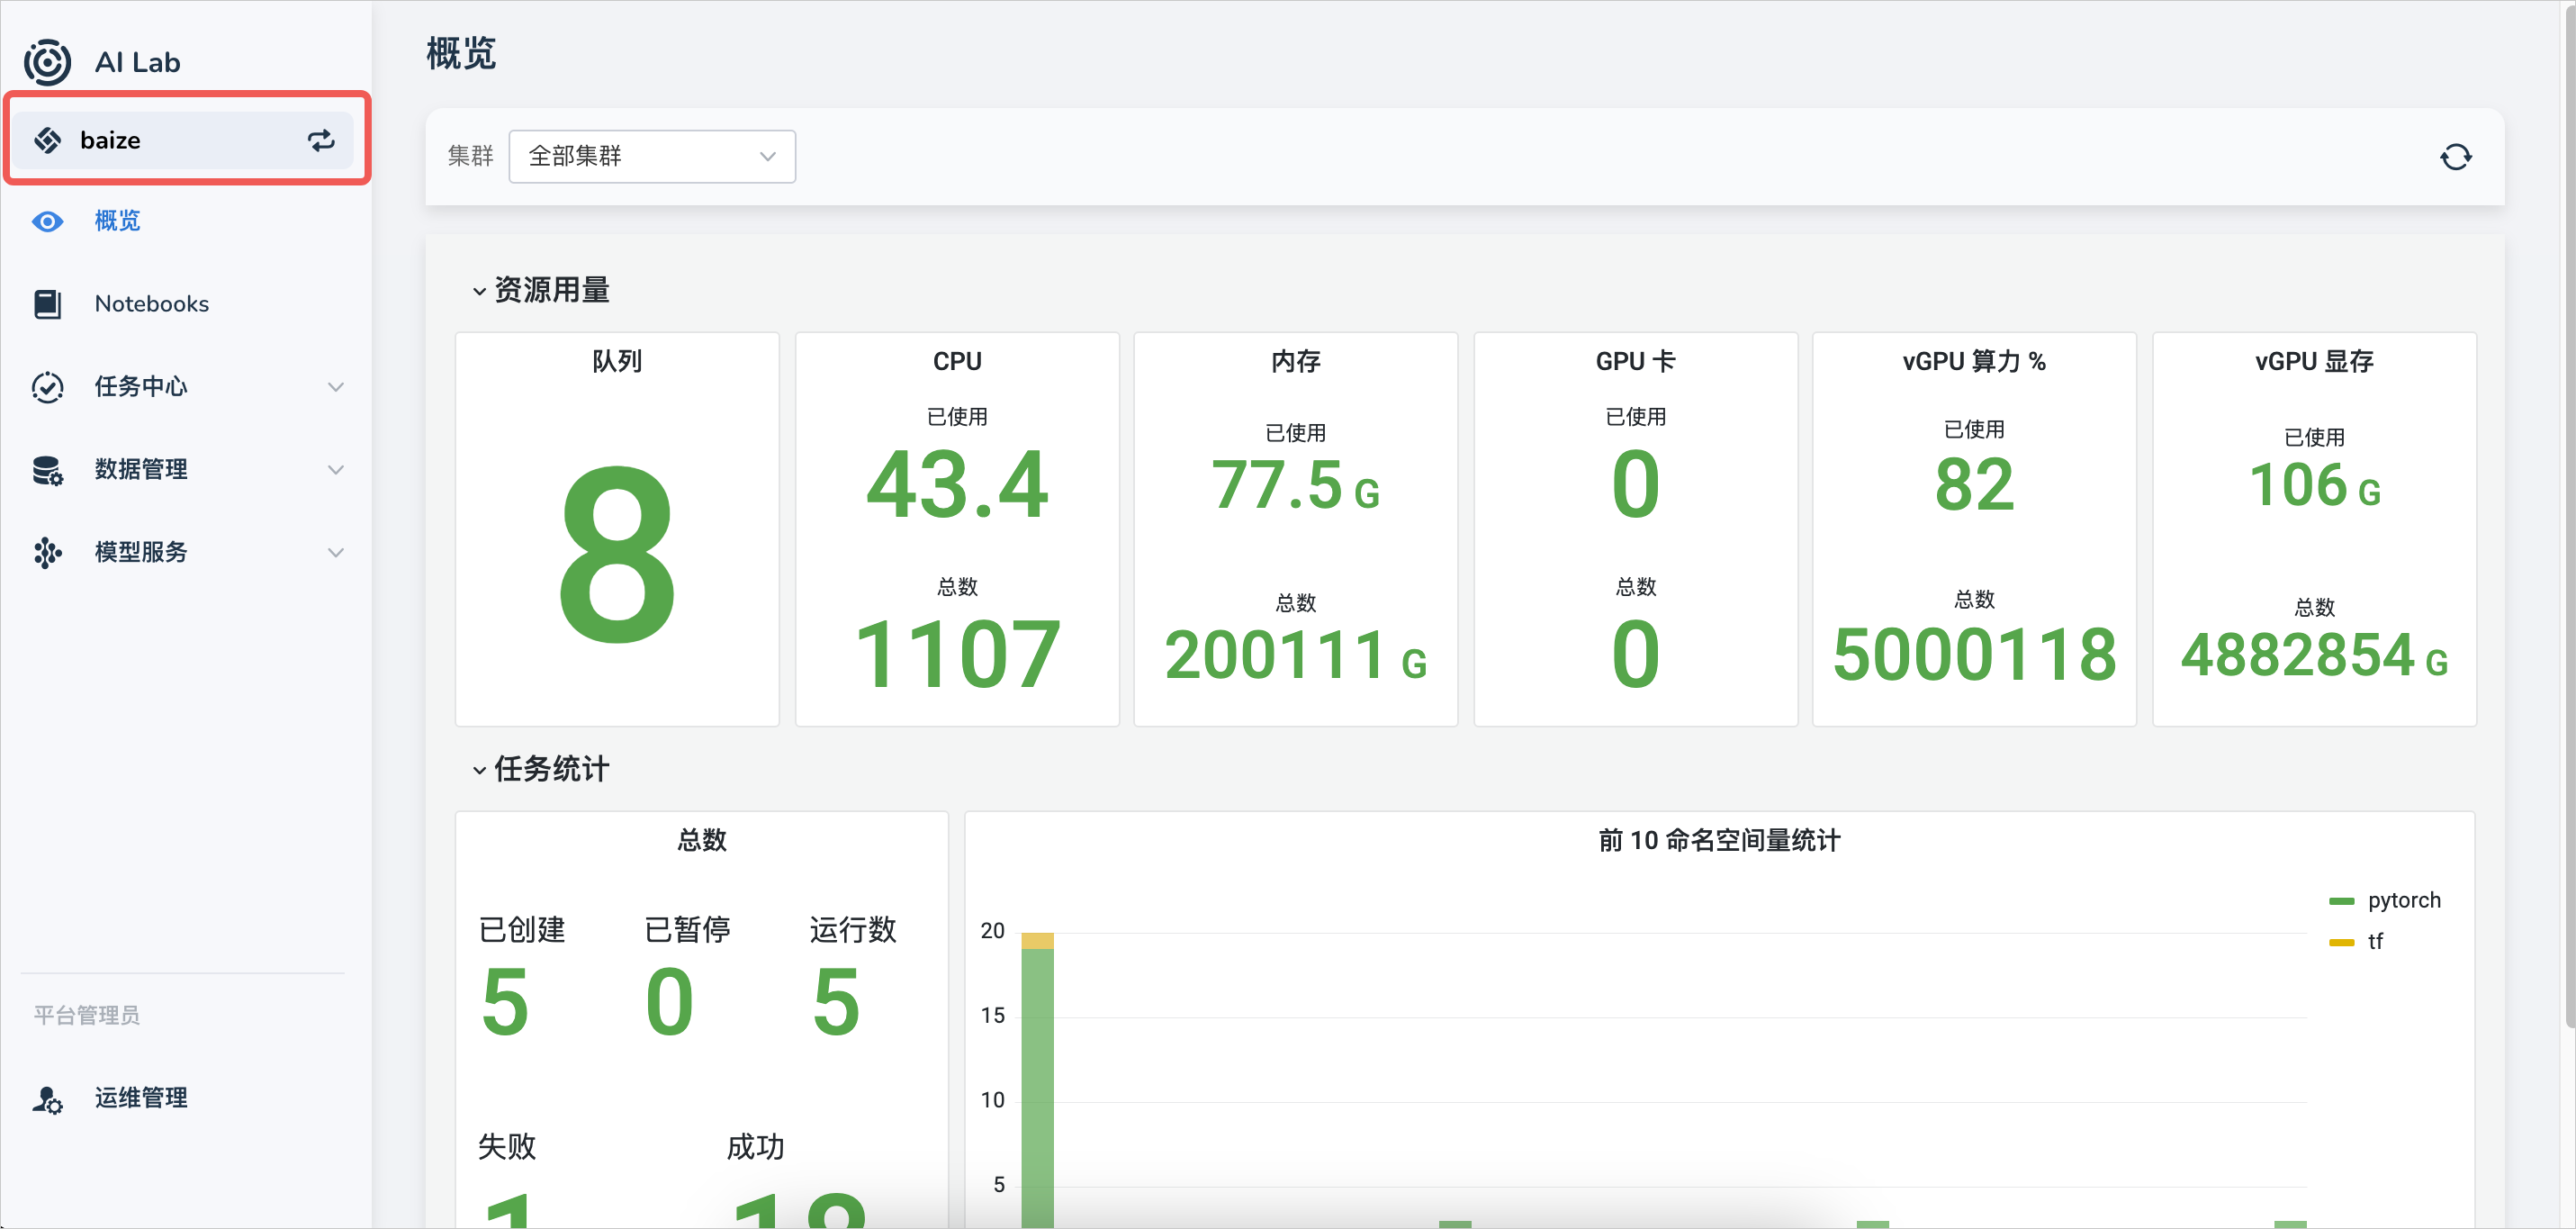 AI Lab
baize
概览
Notebooks
任务中心
数据管理
模型服务
平台管理员
运维管理
概览
集群 全部集群
资源用量
队列
8
CPU
已使用
43.4
总数
1107
内存
已使用
77.5 G
总数
200111 G
GPU 卡
已使用
0
总数
0
vGPU 算力 %
已使用
82
总数
5000118
vGPU 显存
已使用
106 G
总数
4882854 G
任务统计
总数
已创建 已暂停 运行数
5 0 5
失败 成功
前 10 命名空间量统计
20
15
10
5
pytorch
tf